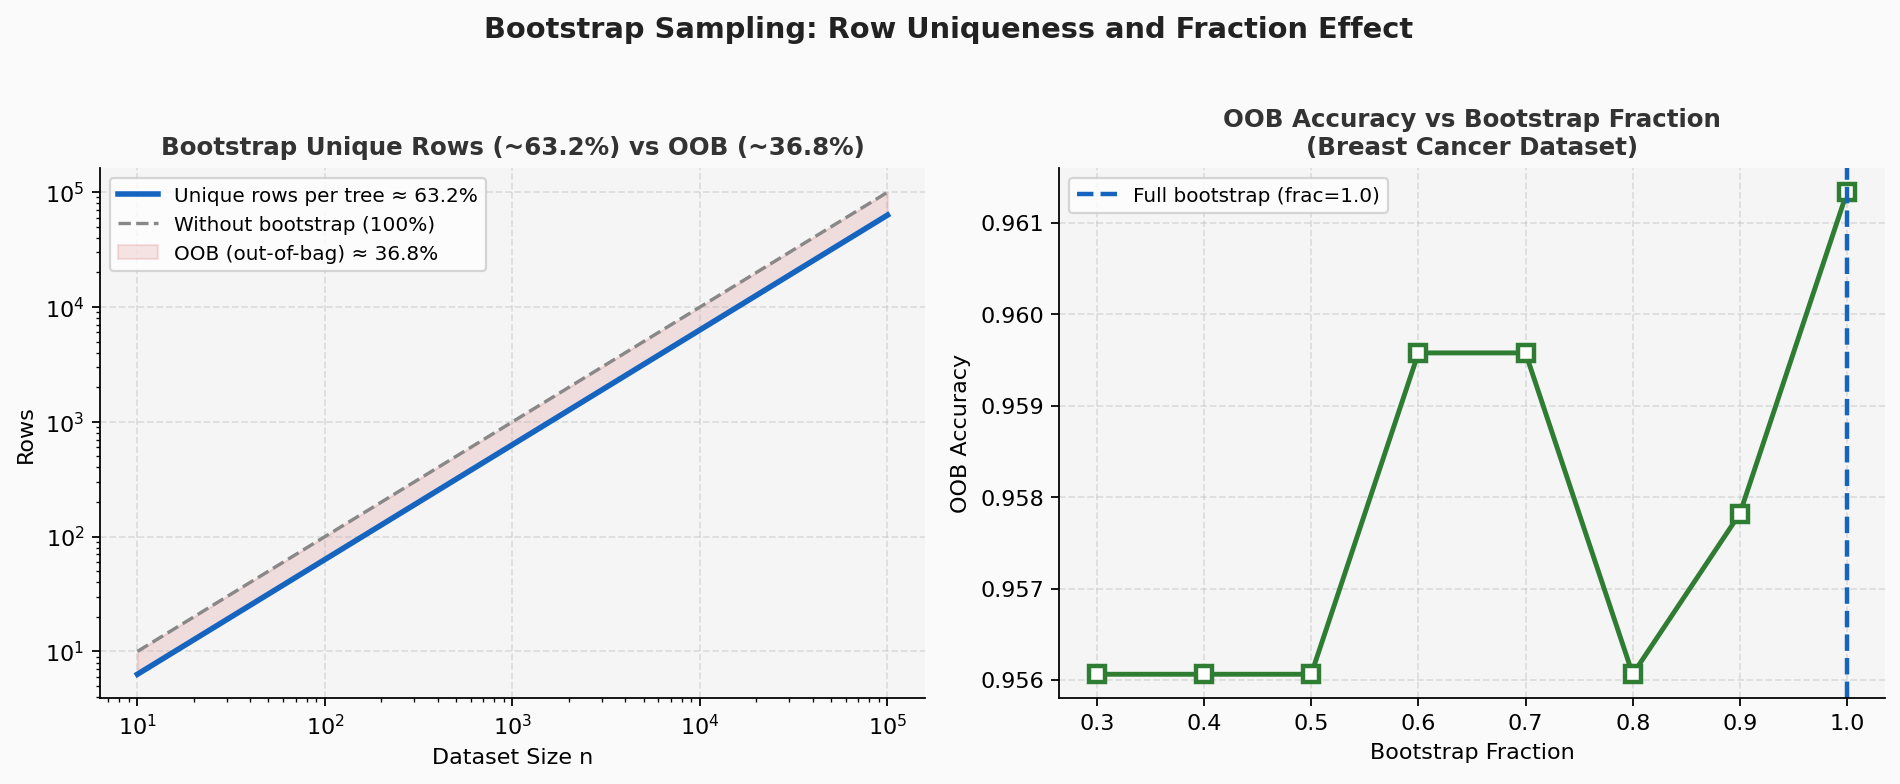 Bootstrap Sampling: Row Uniqueness and Fraction Effect
Bootstrap Unique Rows (~63.2%) vs OOB (~36.8%)
Unique rows per tree ≈ 63.2%
Without bootstrap (100%)
OOB (out-of-bag) ≈ 36.8%
Rows
10⁵
10⁴
10³
10²
10¹
10¹ 10² 10³ 10⁴ 10⁵
Dataset Size n
OOB Accuracy vs Bootstrap Fraction
(Breast Cancer Dataset)
Full bootstrap (frac=1.0)
OOB Accuracy
0.961
0.960
0.959
0.958
0.957
0.956
0.3 0.4 0.5 0.6 0.7 0.8 0.9 1.0
Bootstrap Fraction